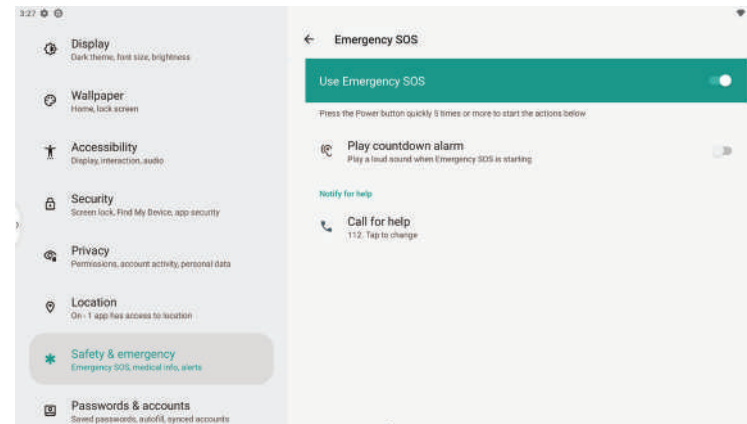 3:27
Display
Dark theme, font size, brightness
Wallpaper
Home, lock screen
Accessibility
Display, interaction, audio
Security
Screen lock, Find My Device, app security
Privacy
Permissions, account activity, personal data
Location
On - 1 app has access to location
Safety & emergency
Emergency SOS, medical info, alerts
Passwords & accounts
Saved passwords, autofill, synced accounts
Emergency SOS
Use Emergency SOS
Press the Power button quickly 5 times or more to start the actions below
Play countdown alarm
Play a loud sound when Emergency SOS is starting
Notify for help
Call for help
112. Tap to change